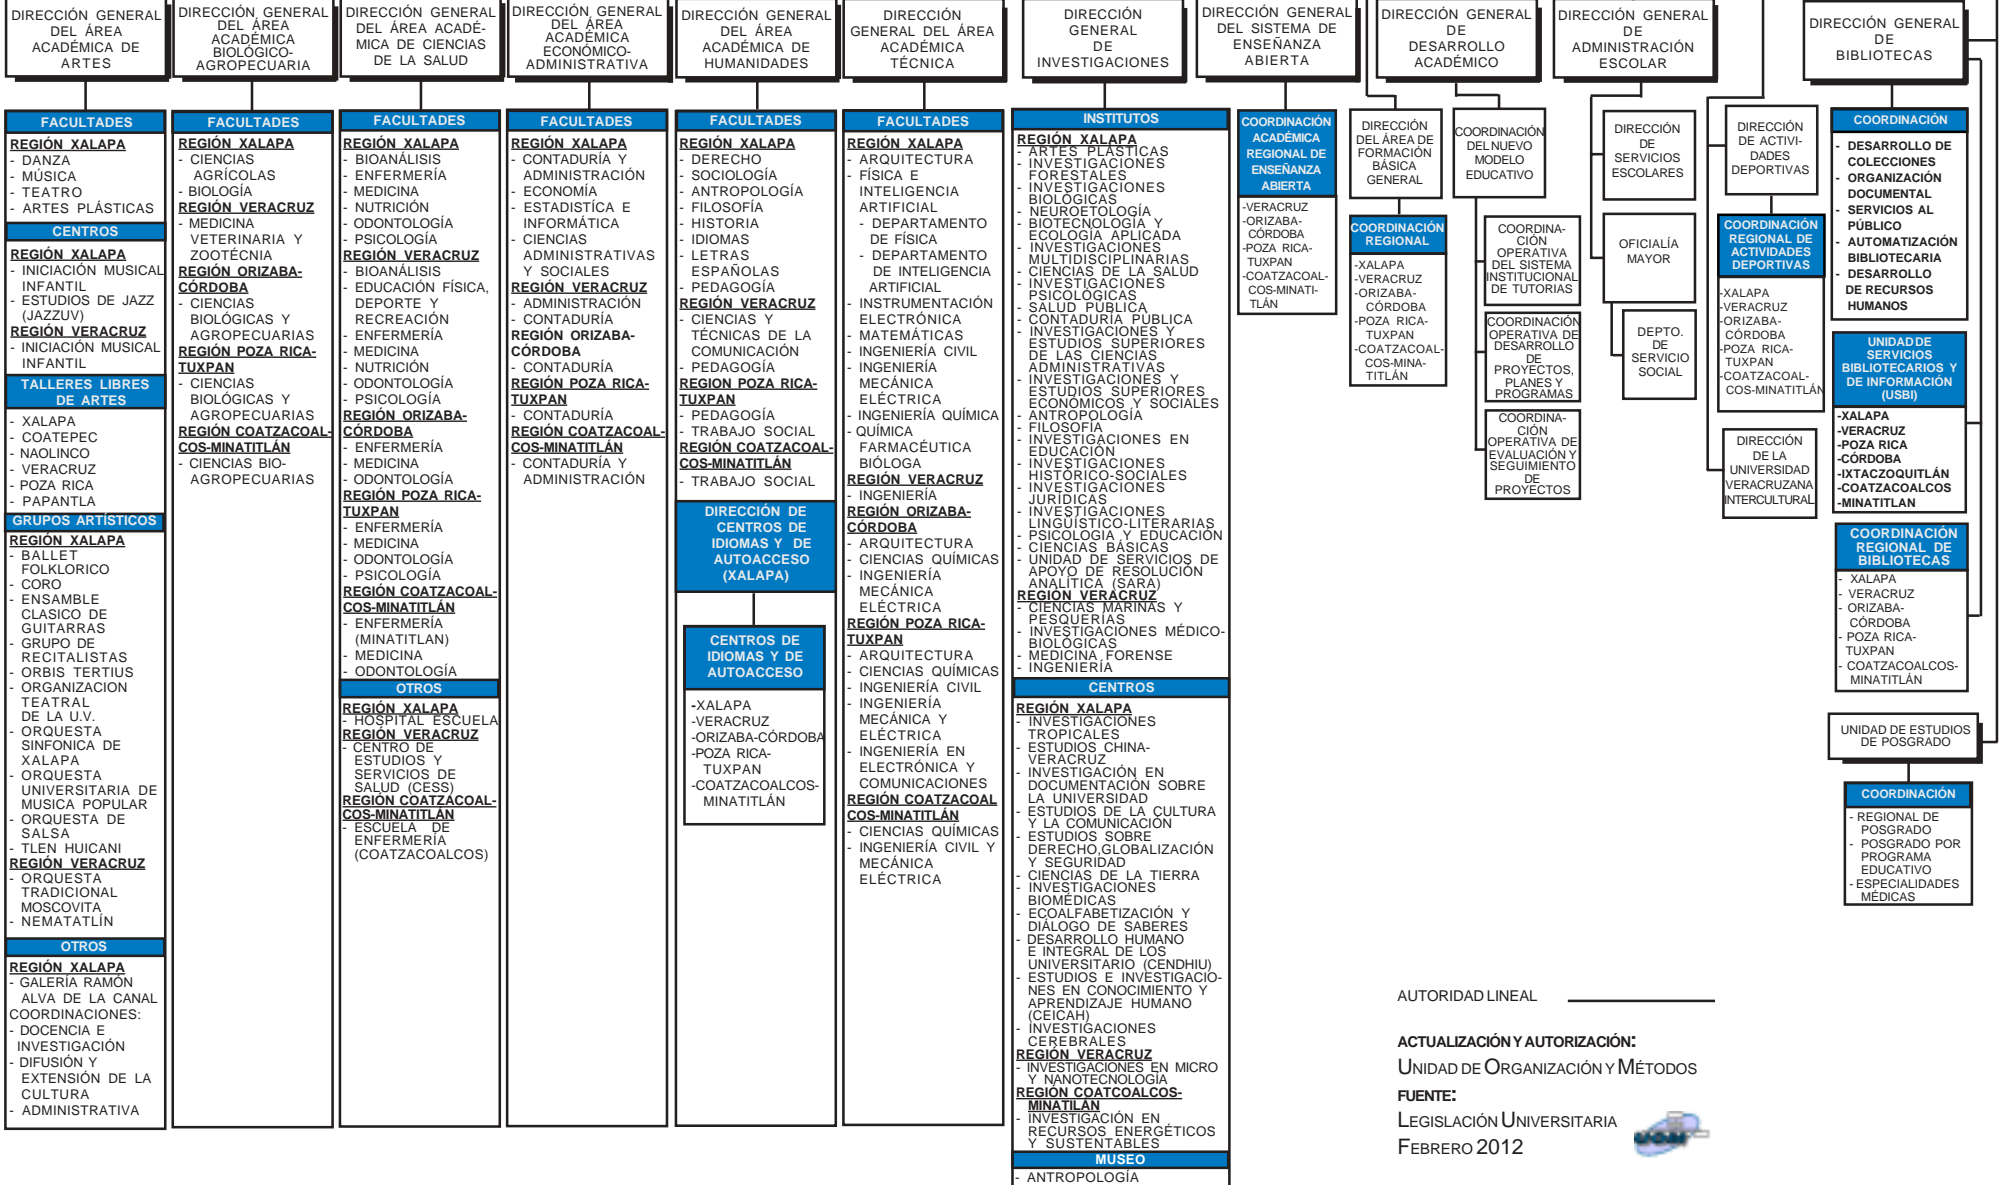 DIRECCIÓN GENERAL
DEL ÁREA
ACADÉMICA DE
ARTES
FACULTADES
REGIÓN XALAPA
- DANZA
- MÚSICA
- TEATRO
- ARTES PLÁSTICAS
CENTROS
REGIÓN XALAPA
- INICIACIÓN MUSICAL
INFANTIL
- ESTUDIOS DE JAZZ
(JAZZUV)
REGIÓN VERACRUZ
- INICIACIÓN MUSICAL
INFANTIL
TALLERES LIBRES
DE ARTES
- XALAPA
- COATEPEC
- NAOLINCO
- VERACRUZ
- POZA RICA
- PAPANTLA
GRUPOS ARTÍSTICOS
REGIÓN XALAPA
- BALLET
FOLKLORICO
- CORO
- ENSAMBLE
CLASICO DE
GUITARRAS
- GRUPO DE
RECITALISTAS
- ORBIS TERTIUS
- ORGANIZACION
TEATRAL
DE LA U.V.
- ORQUESTA
SINFONICA DE
XALAPA
- ORQUESTA
UNIVERSITARIA DE
MUSICA POPULAR
- ORQUESTA DE
SALSA
- TLEN HUICANI
REGIÓN VERACRUZ
- ORQUESTA
TRADICIONAL
MOSCOVITA
- NEMATATLÍN
OTROS
REGIÓN XALAPA
- GALERÍA RAMÓN
ALVA DE LA CANAL
COORDINACIONES:
- DOCENCIA E
INVESTIGACIÓN
- DIFUSIÓN Y
EXTENSIÓN DE LA
CULTURA
- ADMINISTRATIVA
DIRECCIÓN GENERAL
DEL ÁREA
ACADÉMICA
BIOLÓGICO-
AGROPECUARIA
FACULTADES
REGIÓN XALAPA
- CIENCIAS
AGRÍCOLAS
- BIOLOGÍA
REGIÓN VERACRUZ
- MEDICINA
VETERINARIA Y
ZOOTÉCNIA
REGIÓN ORIZABA-
CÓRDOBA
- CIENCIAS
BIOLÓGICAS Y
AGROPECUARIAS
REGIÓN POZA RICA-
TUXPAN
- CIENCIAS
BIOLÓGICAS Y
AGROPECUARIAS
REGIÓN COATZACOAL-
COS-MINATITLÁN
- CIENCIAS BIO-
AGROPECUARIAS
DIRECCIÓN GENERAL
DEL ÁREA ACADÉ-
MICA DE CIENCIAS
DE LA SALUD
FACULTADES
REGIÓN XALAPA
- BIOANÁLISIS
- ENFERMERÍA
- MEDICINA
- NUTRICIÓN
- ODONTOLOGÍA
- PSICOLOGÍA
REGIÓN VERACRUZ
- BIOANÁLISIS
- EDUCACIÓN FÍSICA,
DEPORTE Y
RECREACIÓN
- ENFERMERÍA
- MEDICINA
- NUTRICIÓN
- ODONTOLOGÍA
- PSICOLOGÍA
REGIÓN ORIZABA-
CÓRDOBA
- ENFERMERÍA
- MEDICINA
- ODONTOLOGÍA
REGIÓN POZA RICA-
TUXPAN
- ENFERMERÍA
- MEDICINA
- ODONTOLOGÍA
- PSICOLOGÍA
REGIÓN COATZACOAL-
COS-MINATITLÁN
- ENFERMERÍA
(MINATITLAN)
- MEDICINA
- ODONTOLOGÍA
OTROS
REGIÓN XALAPA
- HOSPITAL ESCUELA
REGIÓN VERACRUZ
- CENTRO DE
ESTUDIOS Y
SERVICIOS DE
SALUD (CESS)
REGIÓN COATZACOAL-
COS-MINATITLÁN
- ESCUELA DE
ENFERMERÍA
(COATZACOALCOS)
DIRECCIÓN GENERAL
DEL ÁREA
ACADÉMICA
ECONÓMICO-
ADMINISTRATIVA
FACULTADES
REGIÓN XALAPA
- CONTADURÍA Y
ADMINISTRACIÓN
- ECONOMÍA
- ESTADISTÍCA E
INFORMÁTICA
- CIENCIAS
ADMINISTRATIVAS
Y SOCIALES
REGIÓN VERACRUZ
- ADMINISTRACIÓN
- CONTADURÍA
REGIÓN ORIZABA-
CÓRDOBA
- CONTADURÍA
REGIÓN POZA RICA-
TUXPAN
- CONTADURÍA
REGIÓN COATZACOAL-
COS-MINATITLÁN
- CONTADURÍA Y
ADMINISTRACIÓN
DIRECCIÓN GENERAL
DEL ÁREA
ACADÉMICA DE
HUMANIDADES
FACULTADES
REGIÓN XALAPA
- DERECHO
- SOCIOLOGÍA
- ANTROPOLOGÍA
- FILOSOFÍA
- HISTORIA
- IDIOMAS
- LETRAS
ESPAÑOLAS
- PEDAGOGÍA
REGIÓN VERACRUZ
- CIENCIAS Y
TÉCNICAS DE LA
COMUNICACIÓN
- PEDAGOGÍA
REGION POZA RICA-
TUXPAN
- PEDAGOGÍA
- TRABAJO SOCIAL
REGIÓN COATZACOAL-
COS-MINATITLÁN
- TRABAJO SOCIAL
DIRECCIÓN DE
CENTROS DE
IDIOMAS Y DE
AUTOACCESO
(XALAPA)
CENTROS DE
IDIOMAS Y DE
AUTOACCESO
-XALAPA
-VERACRUZ
-ORIZABA-CÓRDOBA
-POZA RICA-
TUXPAN
-COATZACOALCOS-
MINATITLÁN
DIRECCIÓN
GENERAL DEL ÁREA
ACADÉMICA
TÉCNICA
FACULTADES
REGIÓN XALAPA
- ARQUITECTURA
- FÍSICA E
INTELIGENCIA
ARTIFICIAL
- DEPARTAMENTO
DE FÍSICA
- DEPARTAMENTO
DE INTELIGENCIA
ARTIFICIAL
- INSTRUMENTACIÓN
ELECTRÓNICA
- MATEMÁTICAS
- INGENIERÍA CIVIL
- INGENIERÍA
MECÁNICA
ELÉCTRICA
- INGENIERÍA QUÍMICA
- QUÍMICA
FARMACÉUTICA
BIÓLOGA
REGIÓN VERACRUZ
- INGENIERÍA
REGIÓN ORIZABA-
CÓRDOBA
- ARQUITECTURA
- CIENCIAS QUÍMICAS
- INGENIERÍA
MECÁNICA
ELÉCTRICA
REGIÓN POZA RICA-
TUXPAN
- ARQUITECTURA
- CIENCIAS QUÍMICAS
- INGENIERÍA CIVIL
- INGENIERÍA
MECÁNICA Y
ELÉCTRICA
- INGENIERÍA EN
ELECTRÓNICA Y
COMUNICACIONES
REGIÓN COATZACOAL
COS-MINATITLÁN
- CIENCIAS QUÍMICAS
- INGENIERÍA CIVIL Y
MECÁNICA
ELÉCTRICA
DIRECCIÓN
GENERAL
DE
INVESTIGACIONES
INSTITUTOS
REGIÓN XALAPA
- ARTES PLÁSTICAS
- INVESTIGACIONES
FORESTALES
- INVESTIGACIONES
BIOLÓGICAS
- NEUROETOLOGÍA
- BIOTECNOLOGÍA Y
ECOLOGÍA APLICADA
- INVESTIGACIONES
MULTIDISCIPLINARIAS
- CIENCIAS DE LA SALUD
- INVESTIGACIONES
PSICOLÓGICAS
- SALUD PÚBLICA
- CONTADURÍA PÚBLICA
- INVESTIGACIONES Y
ESTUDIOS SUPERIORES
DE LAS CIENCIAS
ADMINISTRATIVAS
- INVESTIGACIONES Y
ESTUDIOS SUPERIORES
ECONÓMICOS Y SOCIALES
- ANTROPOLOGÍA
- FILOSOFÍA
- INVESTIGACIONES EN
EDUCACIÓN
- INVESTIGACIONES
HISTÓRICO-SOCIALES
- INVESTIGACIONES
JURÍDICAS
- INVESTIGACIONES
LINGÜÍSTICO-LITERARIAS
- PSICOLOGIA Y EDUCACIÓN
- CIENCIAS BÁSICAS
- UNIDAD DE SERVICIOS DE
APOYO DE RESOLUCIÓN
ANALÍTICA (SARA)
REGIÓN VERACRUZ
- CIENCIAS MARINAS Y
PESQUERÍAS
- INVESTIGACIONES MÉDICO-
BIOLÓGICAS
- MEDICINA FORENSE
- INGENIERÍA
CENTROS
REGIÓN XALAPA
- INVESTIGACIONES
TROPICALES
- ESTUDIOS CHINA-
VERACRUZ
- INVESTIGACIÓN EN
DOCUMENTACIÓN SOBRE
LA UNIVERSIDAD
- ESTUDIOS DE LA CULTURA
Y LA COMUNICACIÓN
- ESTUDIOS SOBRE
DERECHO,GLOBALIZACIÓN
Y SEGURIDAD
- CIENCIAS DE LA TIERRA
- INVESTIGACIONES
BIOMÉDICAS
- ECOALFABETIZACIÓN Y
DIÁLOGO DE SABERES
- DESARROLLO HUMANO
E INTEGRAL DE LOS
UNIVERSITARIO (CENDHIU)
- ESTUDIOS E INVESTIGACIO-
NES EN CONOCIMIENTO Y
APRENDIZAJE HUMANO
(CEICAH)
- INVESTIGACIONES
CEREBRALES
REGIÓN VERACRUZ
- INVESTIGACIONES EN MICRO
Y NANOTECNOLOGÍA
REGIÓN COATCOALCOS-
MINATILÁN
- INVESTIGACIÓN EN
RECURSOS ENERGÉTICOS
Y SUSTENTABLES
MUSEO
- ANTROPOLOGÍA
DIRECCIÓN GENERAL
DEL SISTEMA DE
ENSEÑANZA
ABIERTA
COORDINACIÓN
ACADÉMICA
REGIONAL DE
ENSEÑANZA
ABIERTA
-VERACRUZ
-ORIZABA-
CÓRDOBA
-POZA RICA-
TUXPAN
-COATZACOAL-
COS-MINATI-
TLÁN
DIRECCIÓN
DEL ÁREA DE
FORMACIÓN
BÁSICA
GENERAL
COORDINACIÓN
REGIONAL
-XALAPA
-VERACRUZ
-ORIZABA-
CÓRDOBA
-POZA RICA-
TUXPAN
-COATZACOAL-
COS-MINA-
TITLÁN
DIRECCIÓN GENERAL
DE
DESARROLLO
ACADÉMICO
COORDINACIÓN
DEL NUEVO
MODELO
EDUCATIVO
COORDINA-
CIÓN
OPERATIVA
DEL SISTEMA
INSTITUCIONAL
DE TUTORIAS
COORDINACIÓN
OPERATIVA DE
DESARROLLO
DE
PROYECTOS,
PLANES Y
PROGRAMAS
COORDINA-
CIÓN
OPERATIVA DE
EVALUACIÓN Y
SEGUIMIENTO
DE
PROYECTOS
DIRECCIÓN GENERAL
DE
ADMINISTRACIÓN
ESCOLAR
DIRECCIÓN
DE
SERVICIOS
ESCOLARES
OFICIALÍA
MAYOR
DEPTO.
DE
SERVICIO
SOCIAL
DIRECCIÓN
DE ACTIVI-
DADES
DEPORTIVAS
COORDINACIÓN
REGIONAL DE
ACTIVIDADES
DEPORTIVAS
-XALAPA
-VERACRUZ
-ORIZABA-
CÓRDOBA
-POZA RICA-
TUXPAN
-COATZACOAL-
COS-MINATITLÁN
DIRECCIÓN
DE LA
UNIVERSIDAD
VERACRUZANA
INTERCULTURAL
DIRECCIÓN GENERAL
DE
BIBLIOTECAS
COORDINACIÓN
- DESARROLLO DE
COLECCIONES
- ORGANIZACIÓN
DOCUMENTAL
- SERVICIOS AL
PÚBLICO
- AUTOMATIZACIÓN
BIBLIOTECARIA
- DESARROLLO
DE RECURSOS
HUMANOS
UNIDAD DE
SERVICIOS
BIBLIOTECARIOS Y
DE INFORMACIÓN
(USBI)
-XALAPA
-VERACRUZ
-POZA RICA
-CÓRDOBA
-IXTACZOQUITLÁN
-COATZACOALCOS
-MINATITLAN
COORDINACIÓN
REGIONAL DE
BIBLIOTECAS
- XALAPA
- VERACRUZ
- ORIZABA-
CÓRDOBA
- POZA RICA-
TUXPAN
- COATZACOALCOS-
MINATITLÁN
UNIDAD DE ESTUDIOS
DE POSGRADO
COORDINACIÓN
- REGIONAL DE
POSGRADO
- POSGRADO POR
PROGRAMA
EDUCATIVO
- ESPECIALIDADES
MÉDICAS
AUTORIDAD LINEAL
ACTUALIZACIÓN Y AUTORIZACIÓN:
UNIDAD DE ORGANIZACIÓN Y MÉTODOS
FUENTE:
LEGISLACIÓN UNIVERSITARIA
FEBRERO 2012